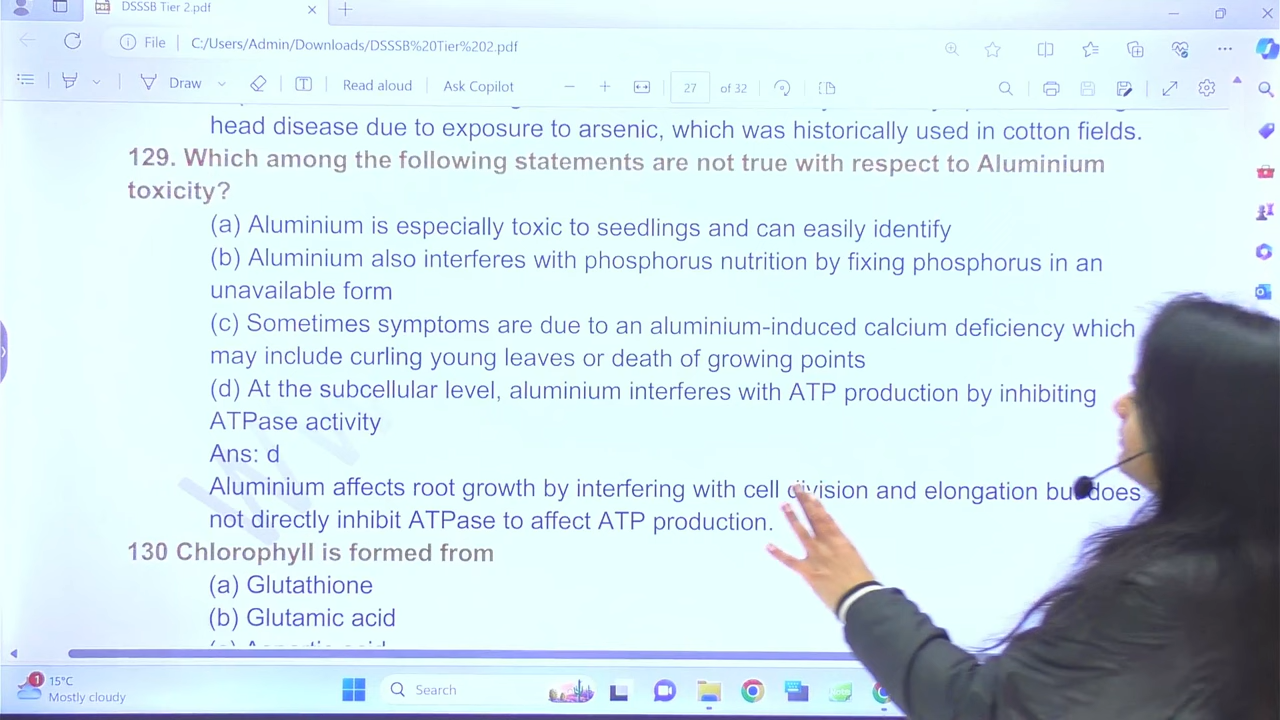 DSSSB Tier 2.pdf
File C:/Users/Admin/Downloads/DSSSB%20Tier%202.pdf
Draw Read aloud Ask Copilot 27 of 32
head disease due to exposure to arsenic, which was historically used in cotton fields.
129. Which among the following statements are not true with respect to Aluminium
toxicity?
(a) Aluminium is especially toxic to seedlings and can easily identify
(b) Aluminium also interferes with phosphorus nutrition by fixing phosphorus in an
unavailable form
(c) Sometimes symptoms are due to an aluminium-induced calcium deficiency which
may include curling young leaves or death of growing points
(d) At the subcellular level, aluminium interferes with ATP production by inhibiting
ATPase activity
Ans: d
Aluminium affects root growth by interfering with cell division and elongation but does
not directly inhibit ATPase to affect ATP production.
130 Chlorophyll is formed from
(a) Glutathione
(b) Glutamic acid
1
15°C
Mostly cloudy
Search